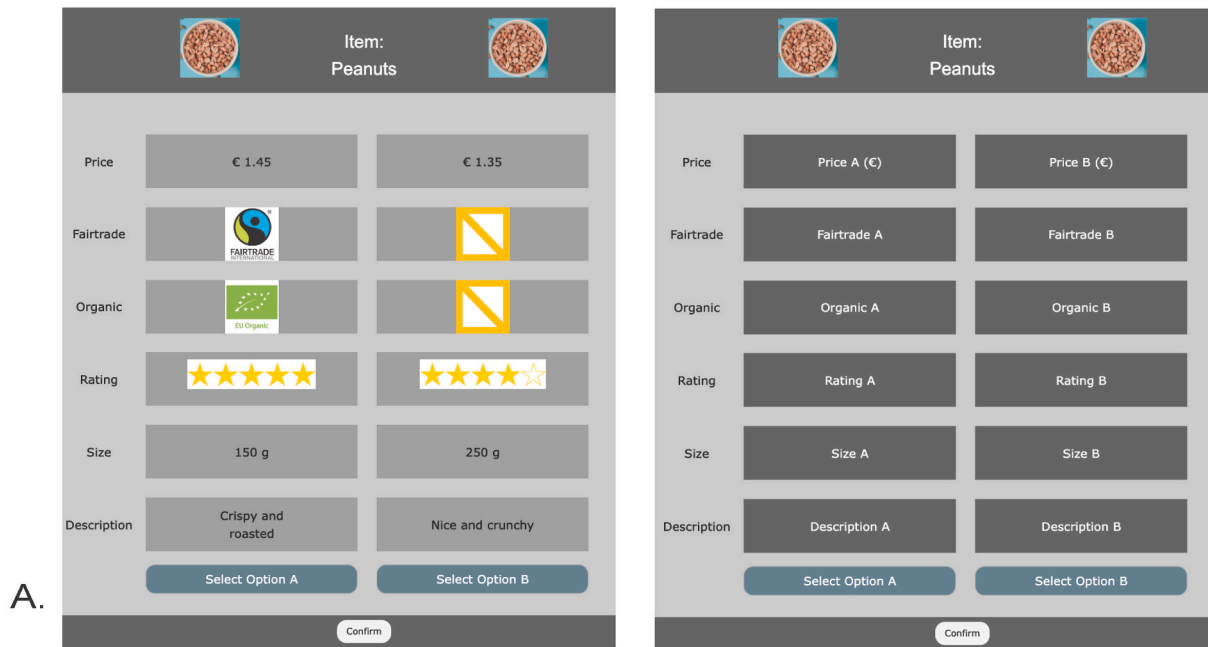 Item:
Peanuts
Price
€ 1.45
€ 1.35
Fairtrade
FAIRTRADE
INTERNATIONAL
Organic
EU Organic
Rating
Size
150 g
250 g
Description
Crispy and
roasted
Nice and crunchy
Select Option A
Select Option B
Confirm
Item:
Peanuts
Price
Price A (€)
Price B (€)
Fairtrade
Fairtrade A
Fairtrade B
Organic
Organic A
Organic B
Rating
Rating A
Rating B
Size
Size A
Size B
Description
Description A
Description B
Select Option A
Select Option B
Confirm
A.